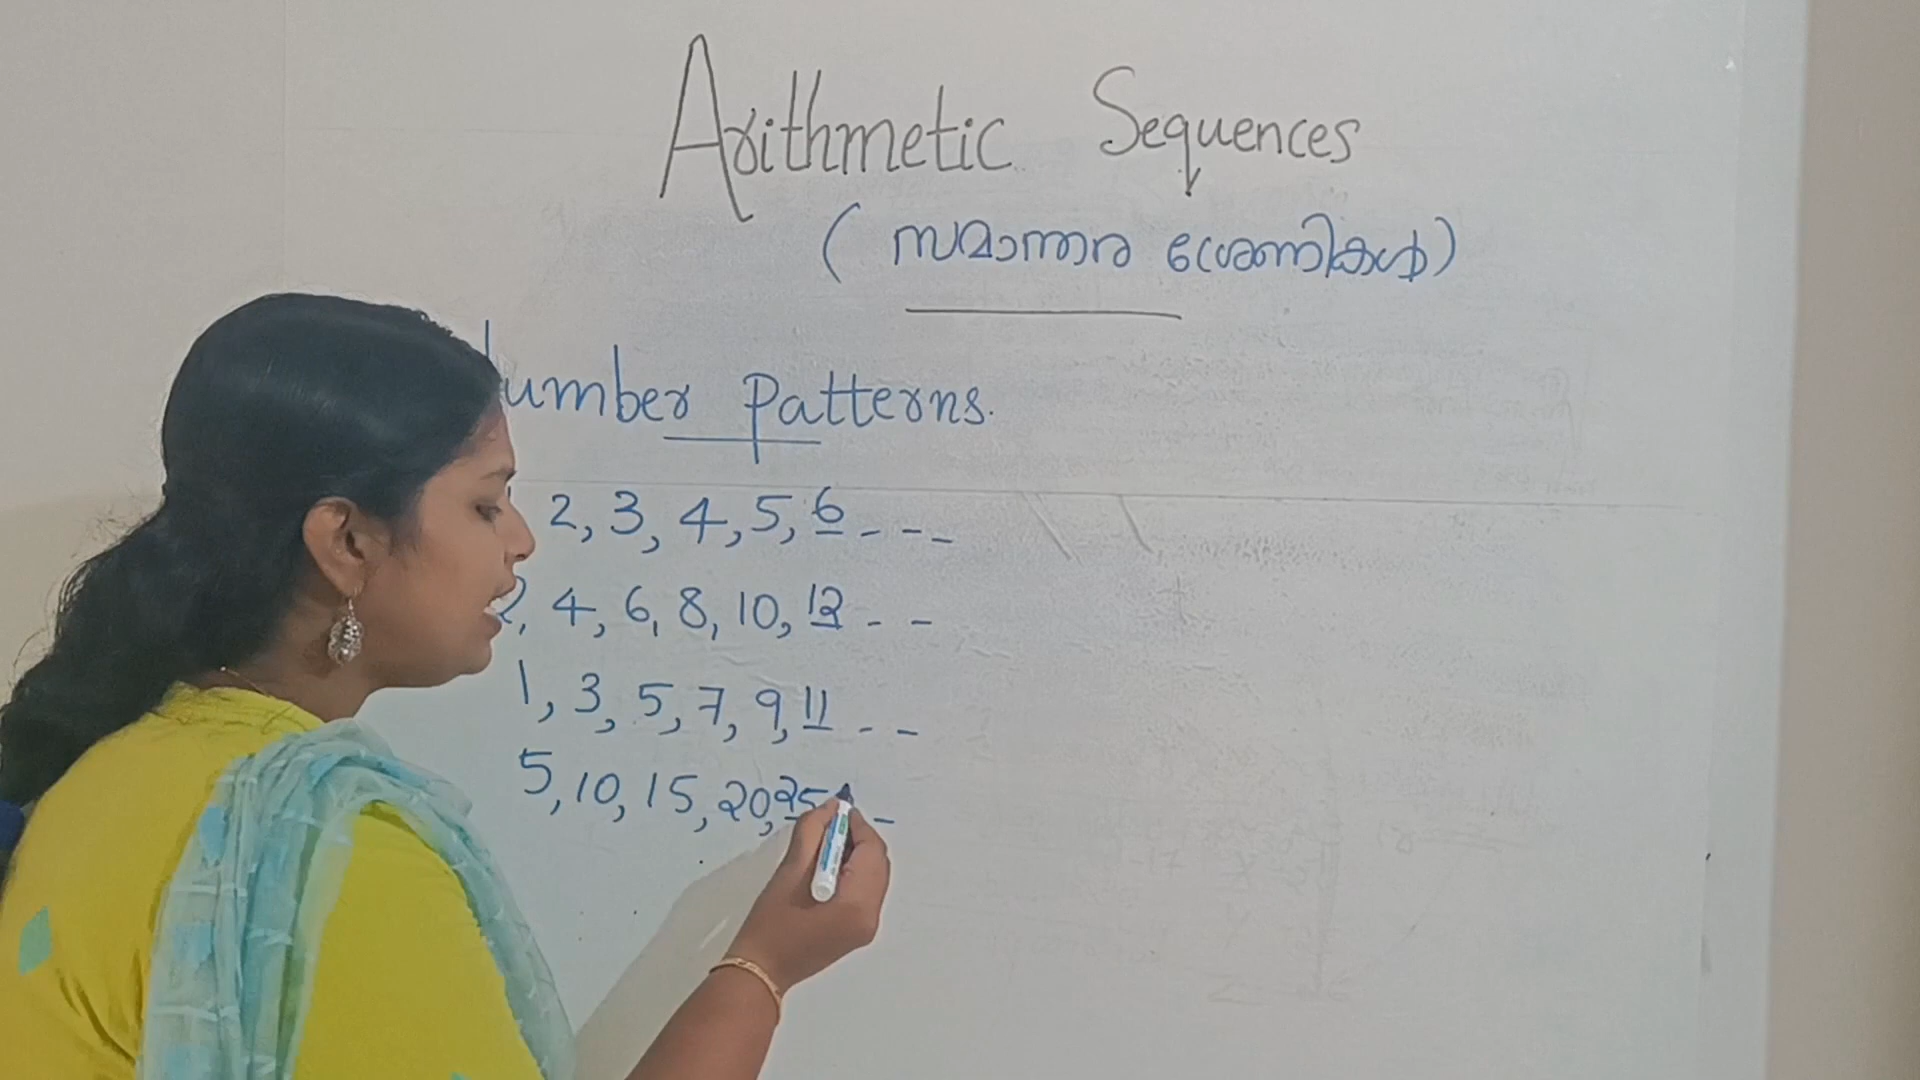 Arithmetic Sequences
(സമാന്തര ശ്രേണികൾ)
umber Patterns.
2, 3, 4, 5, 6 - - -
2, 4, 6, 8, 10, 12 - -
1, 3, 5, 7, 9, 11 - -
5, 10, 15, 20, 25 -